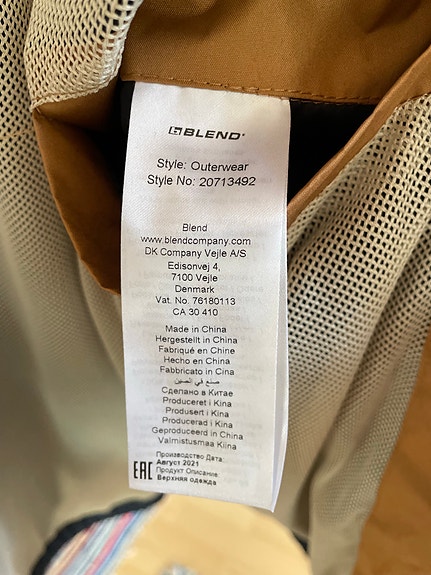 BLEND
Style: Outerwear
Style No: 20713492
Blend
www.blendcompany.com
DK Company Vejle A/S
Edisonvej 4,
7100 Vejle
Denmark
Vat. No. 76180113
CA 30 410
Made in China
Hergestellt in China
Fabriqué en Chine
Hecho en China
Fabbricato in Cina
صنع في الصين
Сделано в Китае
Produceret i Kina
Produsert i Kina
Producerad i Kina
Geproduceerd in China
Valmistusmaa Kiina
Производство Дата:
Август 2021
Продукт Описание
EAC Верхняя одежда